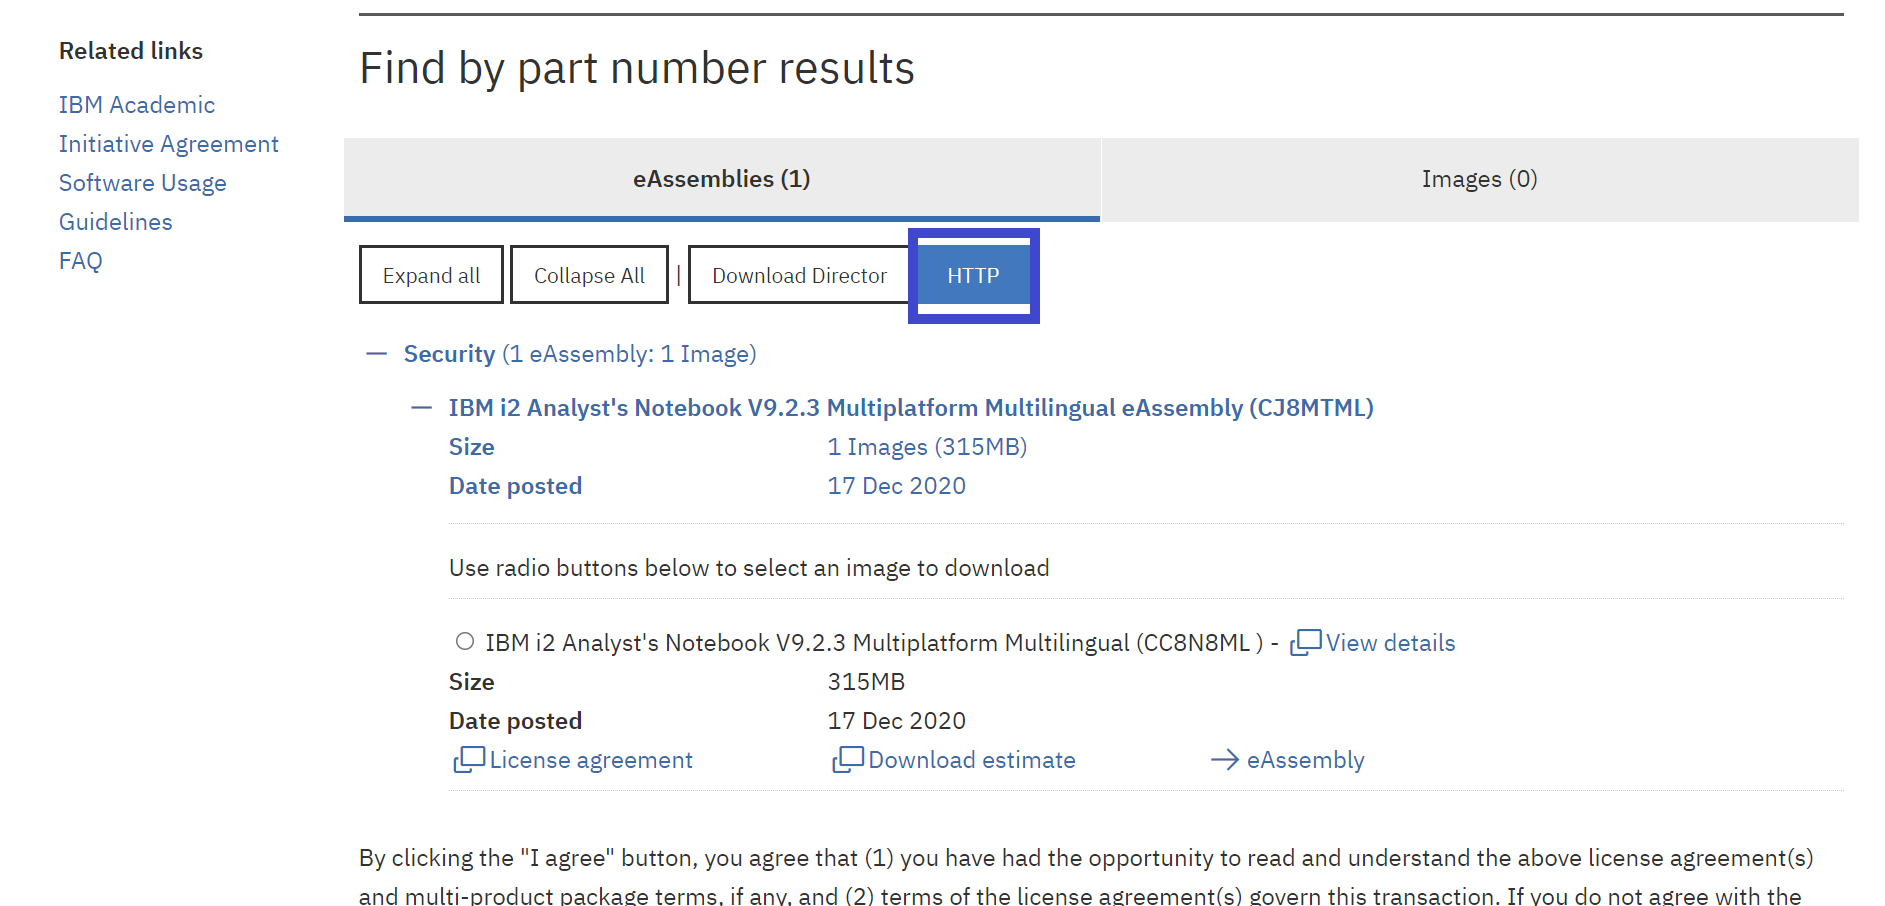 Related links
IBM Academic
Initiative Agreement
Software Usage
Guidelines
FAQ
Find by part number results
eAssemblies (1)
Images (0)
Expand all
Collapse All
|
Download Director
HTTP
Security (1 eAssembly: 1 Image)
IBM i2 Analyst's Notebook V9.2.3 Multiplatform Multilingual eAssembly (CJ8MTML)
Size 1 Images (315MB)
Date posted 17 Dec 2020
Use radio buttons below to select an image to download
IBM i2 Analyst's Notebook V9.2.3 Multiplatform Multilingual (CC8N8ML ) - View details
Size 315MB
Date posted 17 Dec 2020
License agreement Download estimate eAssembly
By clicking the "I agree" button, you agree that (1) you have had the opportunity to read and understand the above license agreement(s)
and multi-product package terms, if any, and (2) terms of the license agreement(s) govern this transaction. If you do not agree with the